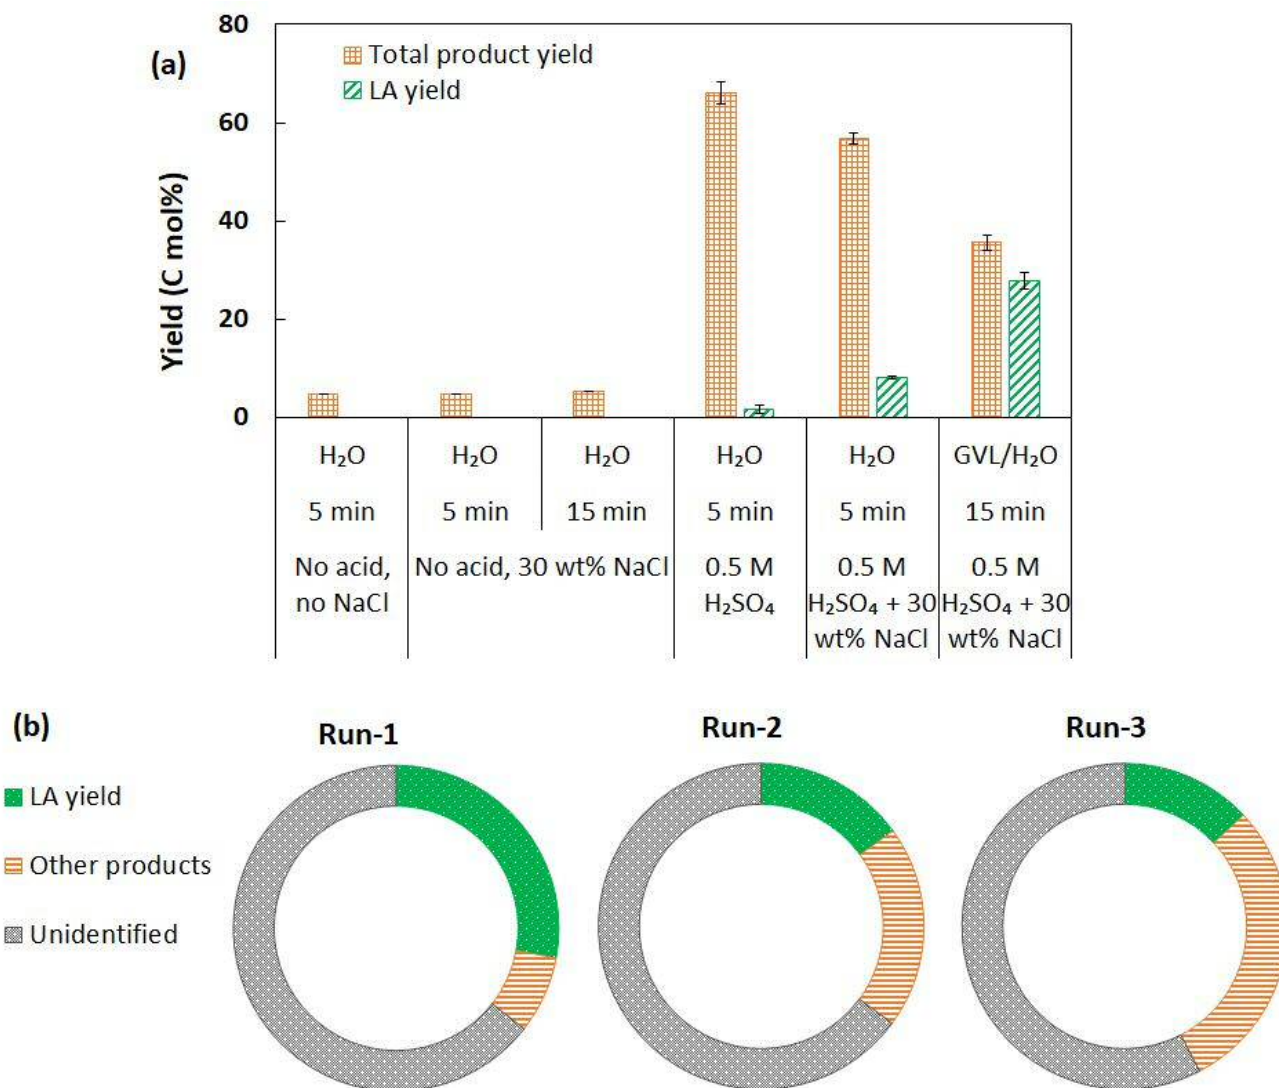 (a)
Total product yield
LA yield
Yield (C mol%)
80
60
40
20
0
H₂O H₂O H₂O H₂O H₂O GVL/H₂O
5 min 5 min 15 min 5 min 5 min 15 min
No acid, no NaCl
No acid, 30 wt% NaCl
0.5 M H₂SO₄
0.5 M H₂SO₄ + 30 wt% NaCl
0.5 M H₂SO₄ + 30 wt% NaCl
(b)
Run-1 Run-2 Run-3
LA yield
Other products
Unidentified